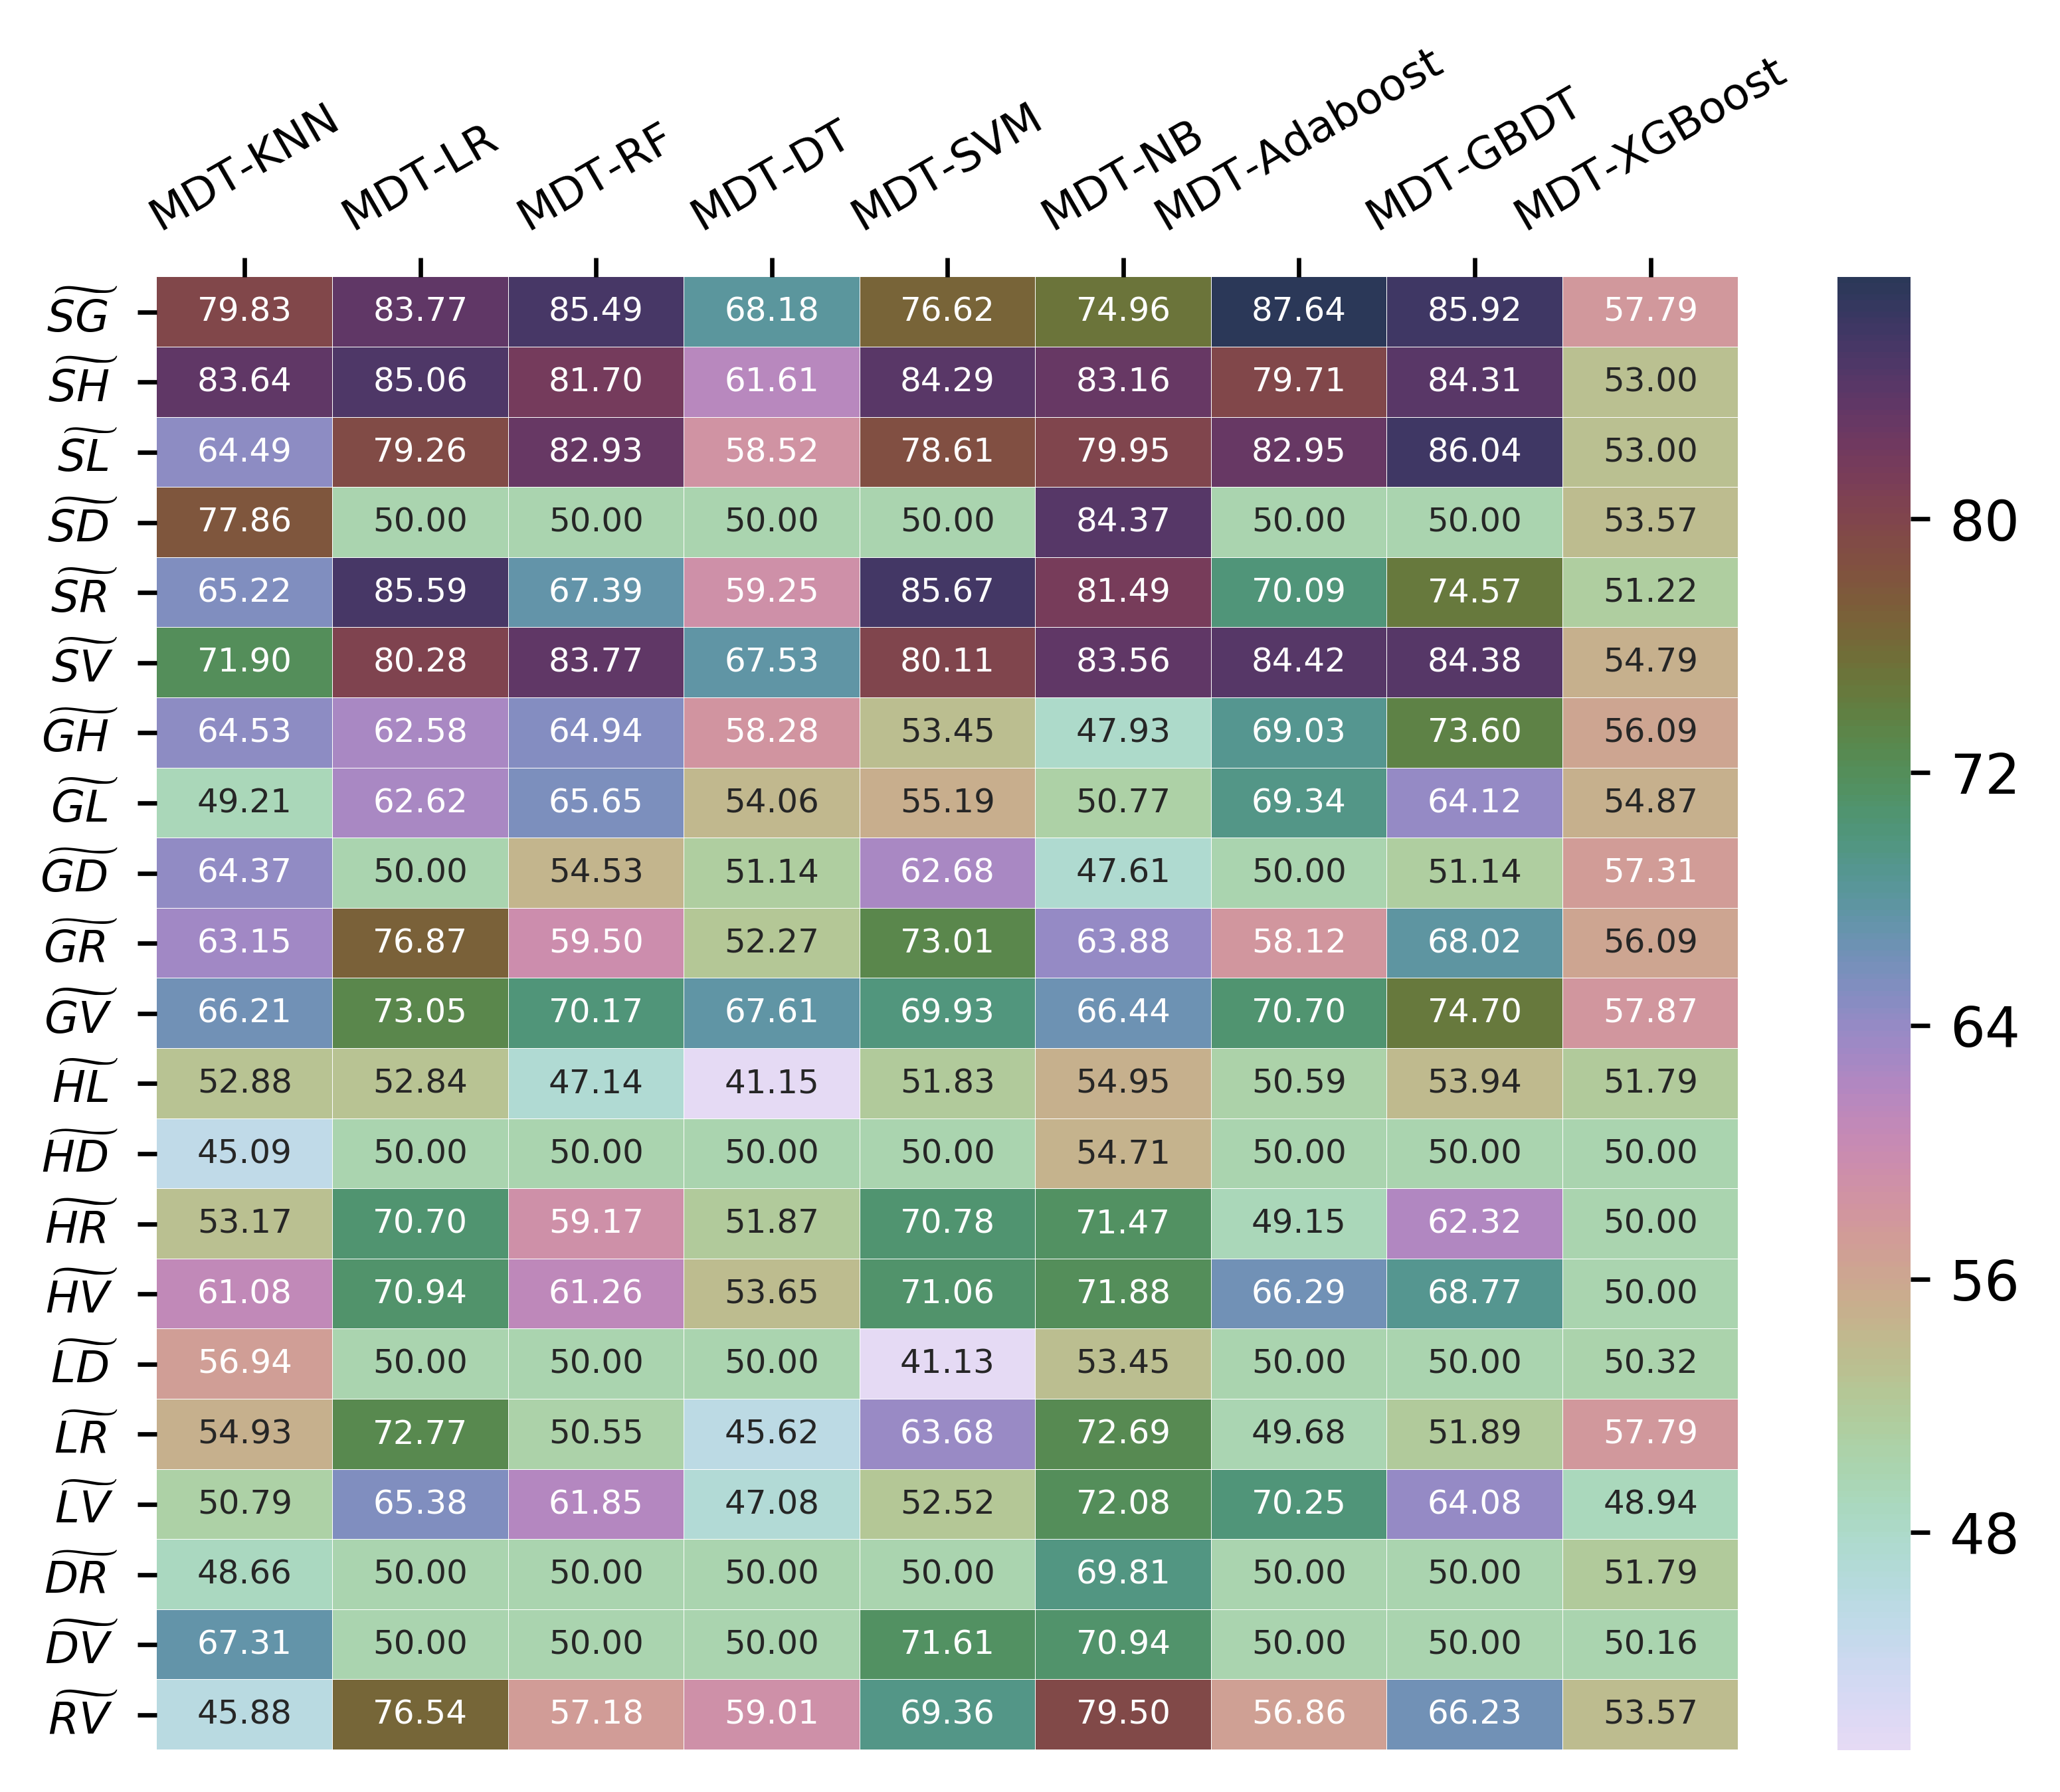 MDT-KNN MDT-LR MDT-RF MDT-DT MDT-SVM MDT-NB MDT-Adaboost MDT-GBDT MDT-XGBoost
S͠G 79.83 83.77 85.49 68.18 76.62 74.96 87.64 85.92 57.79
S͠H 83.64 85.06 81.70 61.61 84.29 83.16 79.71 84.31 53.00
S͠L 64.49 79.26 82.93 58.52 78.61 79.95 82.95 86.04 53.00
S͠D 77.86 50.00 50.00 50.00 50.00 84.37 50.00 50.00 53.57
S͠R 65.22 85.59 67.39 59.25 85.67 81.49 70.09 74.57 51.22
S͠V 71.90 80.28 83.77 67.53 80.11 83.56 84.42 84.38 54.79
G͠H 64.53 62.58 64.94 58.28 53.45 47.93 69.03 73.60 56.09
G͠L 49.21 62.62 65.65 54.06 55.19 50.77 69.34 64.12 54.87
G͠D 64.37 50.00 54.53 51.14 62.68 47.61 50.00 51.14 57.31
G͠R 63.15 76.87 59.50 52.27 73.01 63.88 58.12 68.02 56.09
G͠V 66.21 73.05 70.17 67.61 69.93 66.44 70.70 74.70 57.87
H͠L 52.88 52.84 47.14 41.15 51.83 54.95 50.59 53.94 51.79
H͠D 45.09 50.00 50.00 50.00 50.00 54.71 50.00 50.00 50.00
H͠R 53.17 70.70 59.17 51.87 70.78 71.47 49.15 62.32 50.00
H͠V 61.08 70.94 61.26 53.65 71.06 71.88 66.29 68.77 50.00
L͠D 56.94 50.00 50.00 50.00 41.13 53.45 50.00 50.00 50.32
L͠R 54.93 72.77 50.55 45.62 63.68 72.69 49.68 51.89 57.79
L͠V 50.79 65.38 61.85 47.08 52.52 72.08 70.25 64.08 48.94
D͠R 48.66 50.00 50.00 50.00 50.00 69.81 50.00 50.00 51.79
D͠V 67.31 50.00 50.00 50.00 71.61 70.94 50.00 50.00 50.16
R͠V 45.88 76.54 57.18 59.01 69.36 79.50 56.86 66.23 53.57
80
72
64
56
48